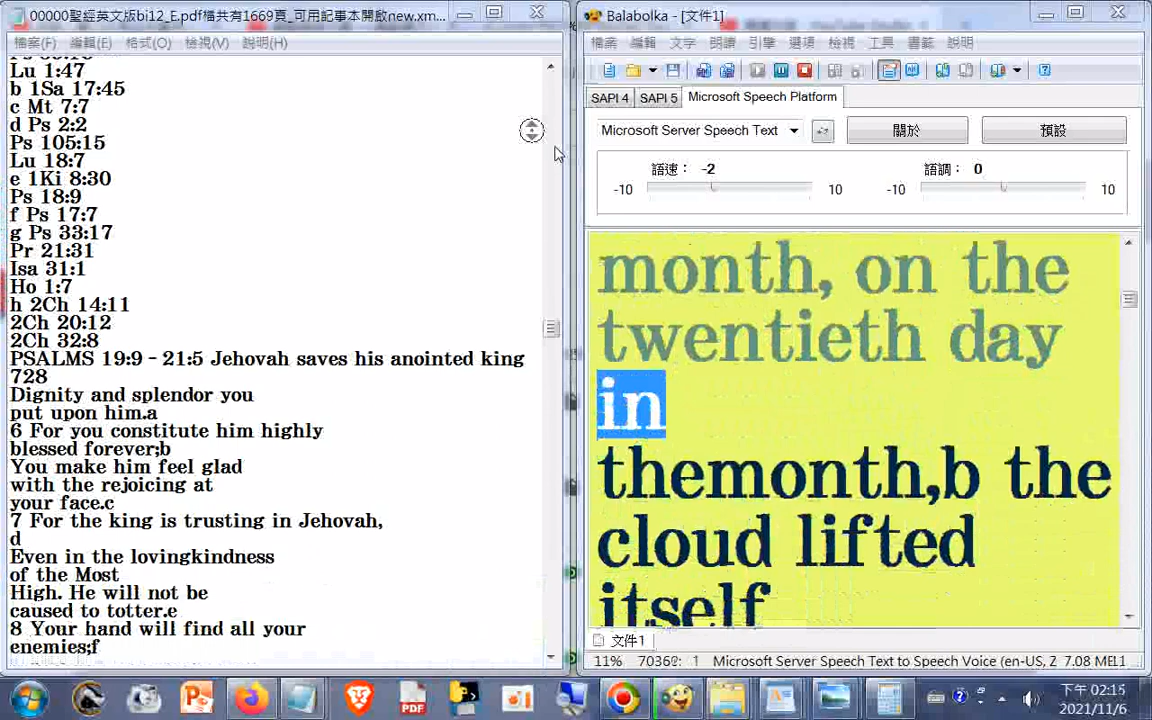 00000聖經英文版bi12_E.pdf檔共有1669頁_可用記事本開啟new.xm...
檔案(F) 編輯(E) 格式(O) 檢視(V) 說明(H)
Lu 1:47
b 1Sa 17:45
c Mt 7:7
d Ps 2:2
Ps 105:15
Lu 18:7
e 1Ki 8:30
Ps 18:9
f Ps 17:7
g Ps 33:17
Pr 21:31
Isa 31:1
Ho 1:7
h 2Ch 14:11
2Ch 20:12
2Ch 32:8
PSALMS 19:9 - 21:5 Jehovah saves his anointed king
728
Dignity and splendor you
put upon him.a
6 For you constitute him highly
blessed forever;b
You make him feel glad
with the rejoicing at
your face.c
7 For the king is trusting in Jehovah,
d
Even in the lovingkindness
of the Most
High. He will not be
caused to totter.e
8 Your hand will find all your
enemies;f
Balabolka - [文件1]
檔案 編輯 文字 朗讀 引擎 選項 檢視 工具 書籤 說明
SAPI 4 SAPI 5 Microsoft Speech Platform
Microsoft Server Speech Text 關於 預設
語速： -2 語調： 0
-10 10 -10 10
month, on the
twentieth day
in
themonth,b the
cloud lifted
itself
文件1
11% 7036?: 1 Microsoft Server Speech Text to Speech Voice (en-US, 2 7.08 ME
下午 02:15
2021/11/6